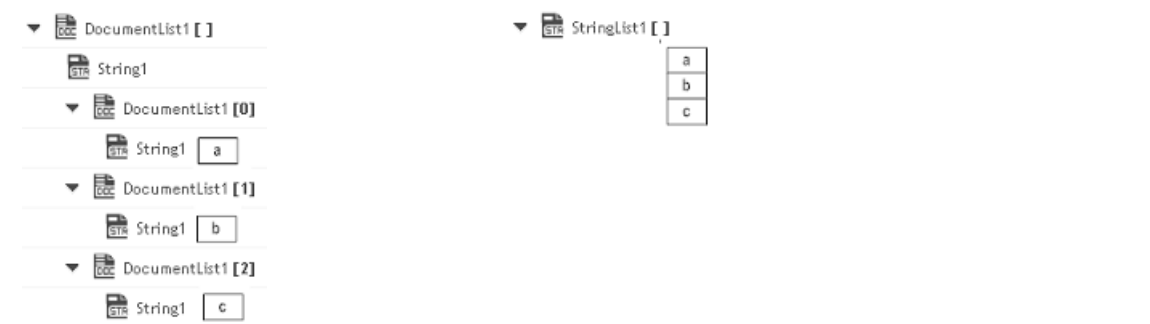 DocumentList1 [ ]
String1
DocumentList1 [0]
String1 a
DocumentList1 [1]
String1 b
DocumentList1 [2]
String1 c
StringList1 [ ]
a
b
c